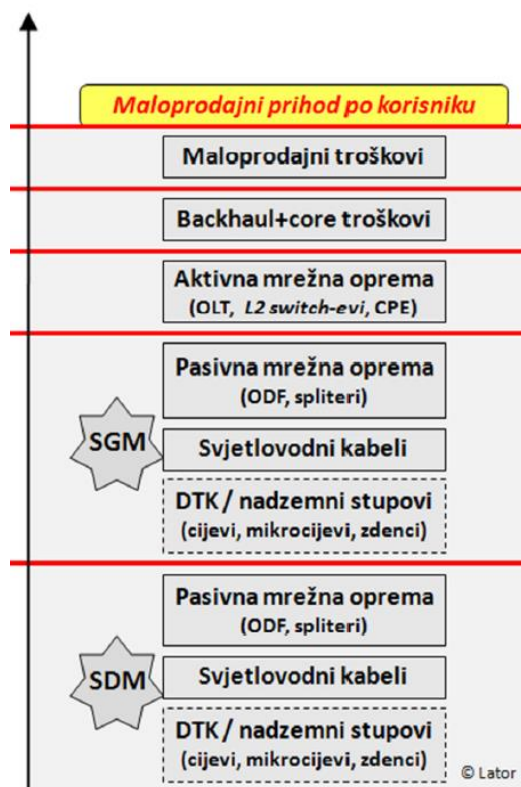 Maloprodajni prihod po korisniku
Maloprodajni troškovi
Backhaul+core troškovi
Aktivna mrežna oprema
(OLT, L2 switch-evi, CPE)
Pasivna mrežna oprema
(ODF, spliteri)
SGM
Svjetlovodni kabeli
DTK / nadzemni stupovi
(cijevi, mikrocijevi, zdenci)
Pasivna mrežna oprema
(ODF, spliteri)
SDM
Svjetlovodni kabeli
DTK / nadzemni stupovi
(cijevi, mikrocijevi, zdenci)
© Lator